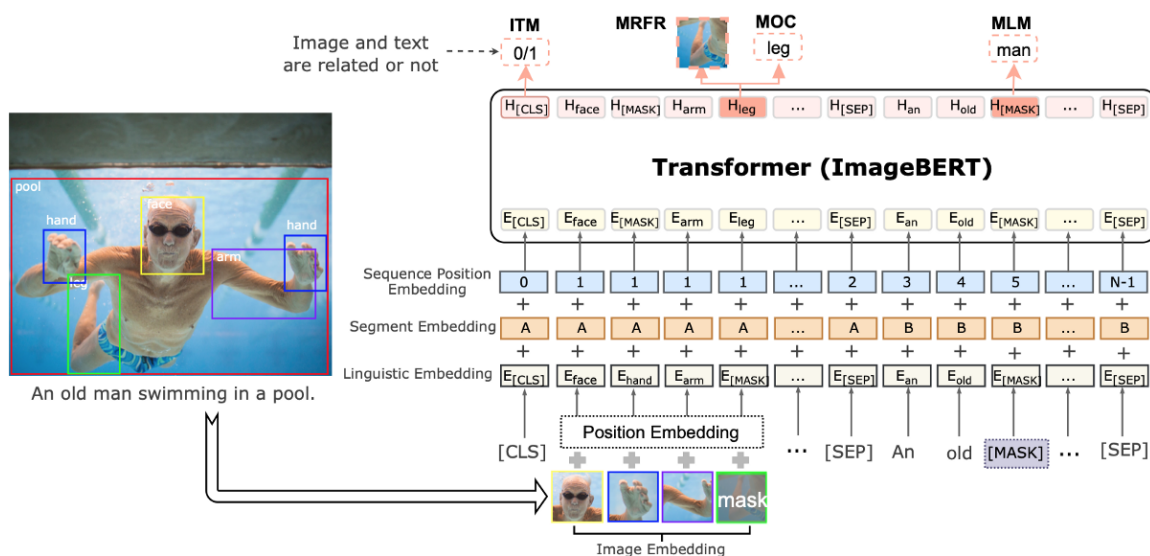 ITM MRFR MOC MLM
Image and text are related or not
0/1 leg man
H[CLS] Hface H[MASK] Harm Hleg ... H[SEP] Han Hold H[MASK] ... H[SEP]
Transformer (ImageBERT)
pool
face
hand
hand
arm
leg
An old man swimming in a pool.
E[CLS] Eface E[MASK] Earm Eleg ... E[SEP] Ean Eold E[MASK] ... E[SEP]
Sequence Position Embedding
0 1 1 1 1 ... 2 3 4 5 ... N-1
+ + + + + + + + + +
Segment Embedding
A A A A A ... A B B B ... B
+ + + + + + + + + +
Linguistic Embedding
E[CLS] Eface Ehand Earm E[MASK] ... E[SEP] Ean Eold E[MASK] ... E[SEP]
Position Embedding
[CLS] ... [SEP] An old [MASK] ... [SEP]
mask
Image Embedding